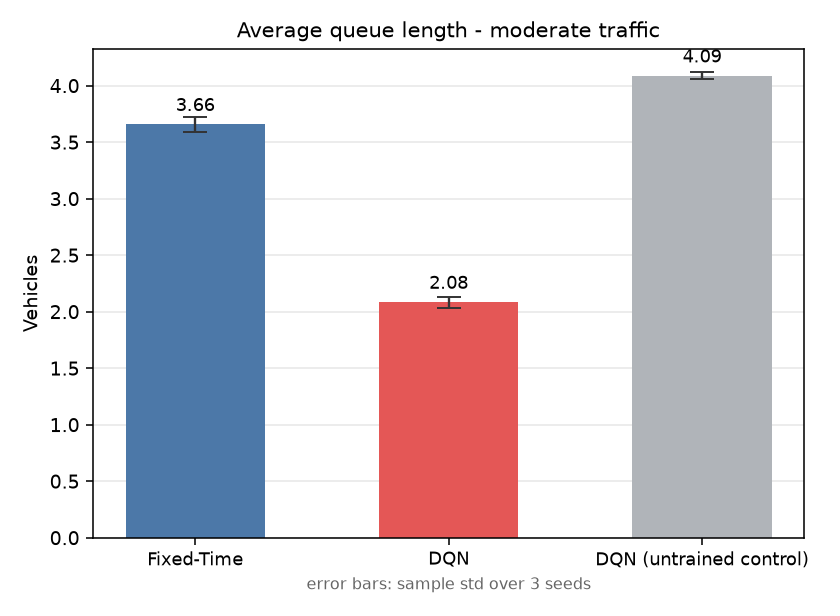 Average queue length - moderate traffic
4.09
3.66
2.08
Vehicles
4.0
3.5
3.0
2.5
2.0
1.5
1.0
0.5
0.0
Fixed-Time
DQN
DQN (untrained control)
error bars: sample std over 3 seeds